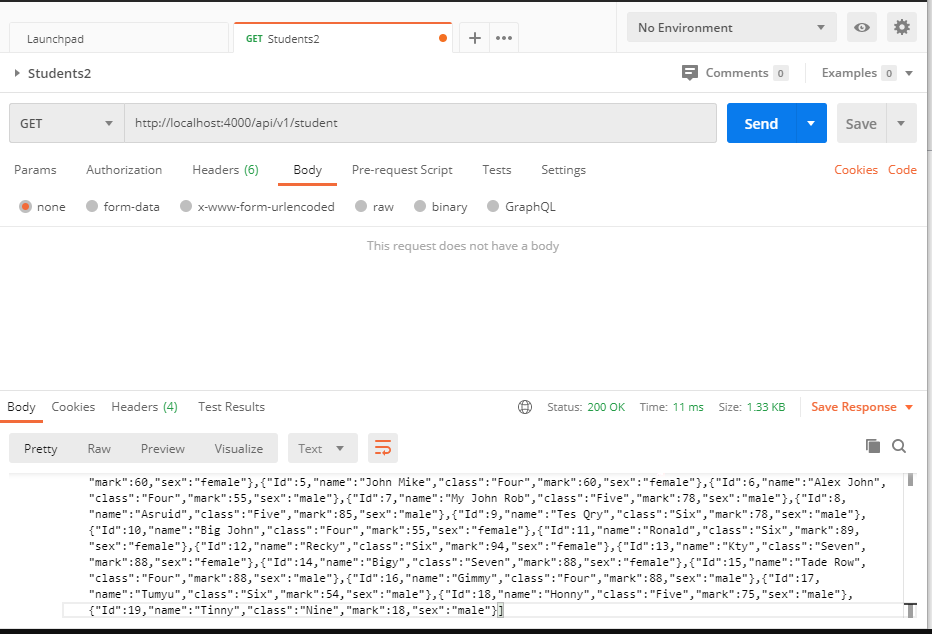 Launchpad
GET Students2
No Environment
Students2
Comments 0
Examples 0
GET
http://localhost:4000/api/v1/student
Send
Save
Params Authorization Headers (6) Body Pre-request Script Tests Settings Cookies Code
none form-data x-www-form-urlencoded raw binary GraphQL
This request does not have a body
Body Cookies Headers (4) Test Results Status: 200 OK Time: 11 ms Size: 1.33 KB Save Response
Pretty Raw Preview Visualize Text
"mark":60,"sex":"female"},{"Id":5,"name":"John Mike","class":"Four","mark":60,"sex":"female"},{"Id":6,"name":"Alex John",
"class":"Four","mark":55,"sex":"male"},{"Id":7,"name":"My John Rob","class":"Five","mark":78,"sex":"male"},{"Id":8,
"name":"Asruid","class":"Five","mark":85,"sex":"male"},{"Id":9,"name":"Tes Qry","class":"Six","mark":78,"sex":"male"},
{"Id":10,"name":"Big John","class":"Four","mark":55,"sex":"female"},{"Id":11,"name":"Ronald","class":"Six","mark":89,
"sex":"female"},{"Id":12,"name":"Recky","class":"Six","mark":94,"sex":"female"},{"Id":13,"name":"Kty","class":"Seven",
"mark":88,"sex":"female"},{"Id":14,"name":"Bigy","class":"Seven","mark":88,"sex":"female"},{"Id":15,"name":"Tade Row",
"class":"Four","mark":88,"sex":"male"},{"Id":16,"name":"Gimmy","class":"Four","mark":88,"sex":"male"},{"Id":17,
"name":"Tumyu","class":"Six","mark":54,"sex":"male"},{"Id":18,"name":"Honny","class":"Five","mark":75,"sex":"male"},
{"Id":19,"name":"Tinny","class":"Nine","mark":18,"sex":"male"}]